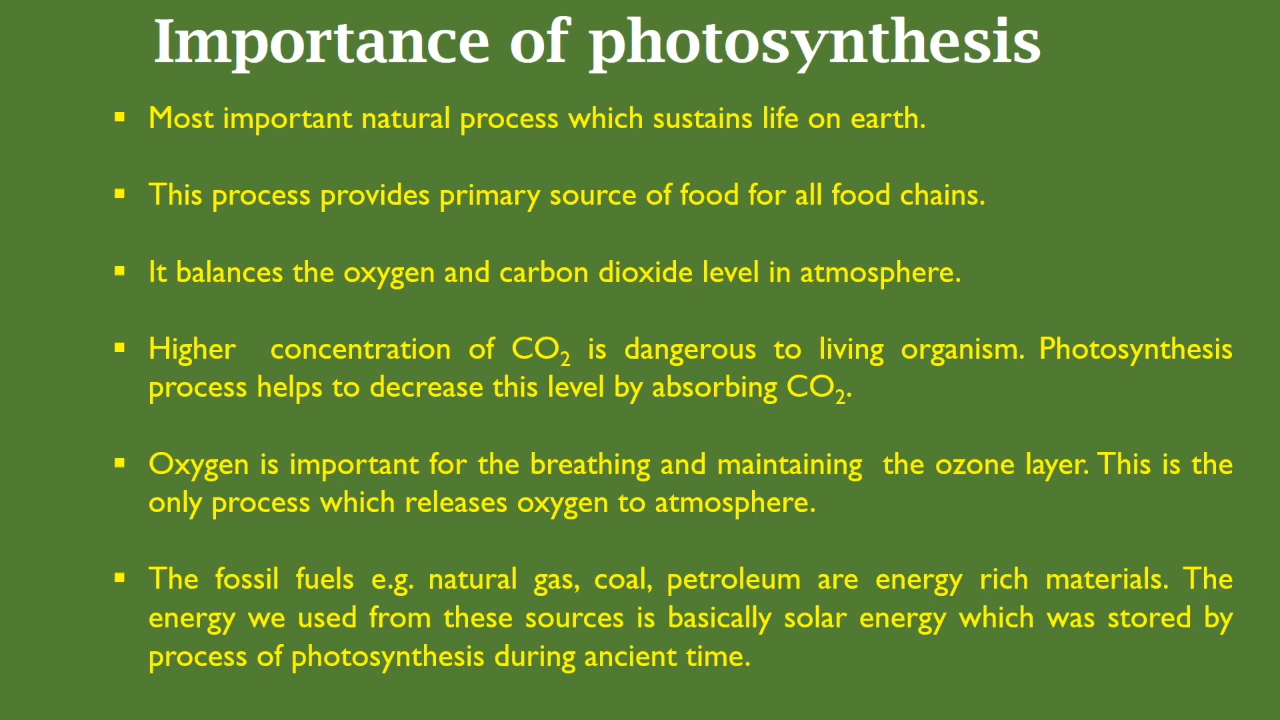 Importance of photosynthesis
▪ Most important natural process which sustains life on earth.
▪ This process provides primary source of food for all food chains.
▪ It balances the oxygen and carbon dioxide level in atmosphere.
▪ Higher  concentration of CO₂ is dangerous to living organism. Photosynthesis
process helps to decrease this level by absorbing CO₂.
▪ Oxygen is important for the breathing and maintaining  the ozone layer. This is the
only process which releases oxygen to atmosphere.
▪ The fossil fuels e.g. natural gas, coal, petroleum are energy rich materials. The
energy we used from these sources is basically solar energy which was stored by
process of photosynthesis during ancient time.